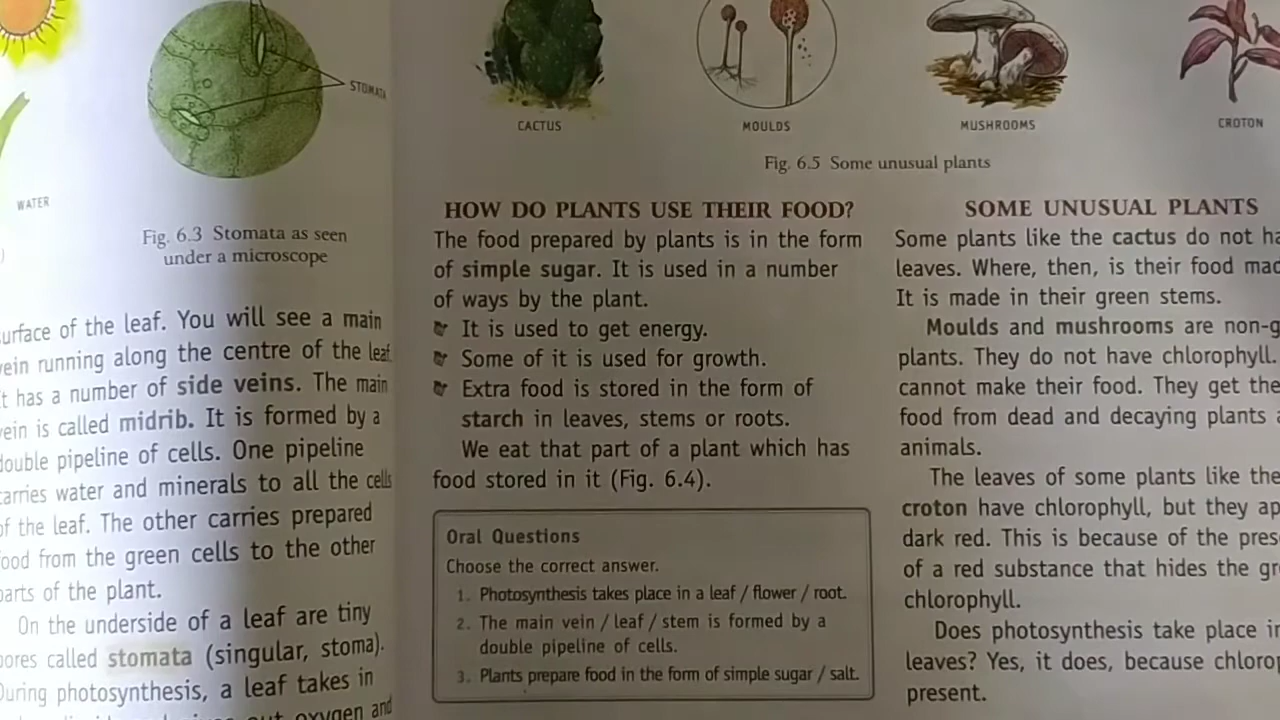 STOMATA
WATER
Fig. 6.3 Stomata as seen
under a microscope
surface of the leaf. You will see a main
vein running along the centre of the leaf.
It has a number of side veins. The main
vein is called midrib. It is formed by a
double pipeline of cells. One pipeline
carries water and minerals to all the cells
of the leaf. The other carries prepared
food from the green cells to the other
parts of the plant.
On the underside of a leaf are tiny
pores called stomata (singular, stoma).
During photosynthesis, a leaf takes in
oxygen and
CACTUS
MOULDS
MUSHROOMS
CROTON
Fig. 6.5 Some unusual plants
HOW DO PLANTS USE THEIR FOOD?
The food prepared by plants is in the form
of simple sugar. It is used in a number
of ways by the plant.
It is used to get energy.
Some of it is used for growth.
Extra food is stored in the form of
starch in leaves, stems or roots.
We eat that part of a plant which has
food stored in it (Fig. 6.4).
Oral Questions
Choose the correct answer.
1. Photosynthesis takes place in a leaf / flower / root.
2. The main vein / leaf / stem is formed by a
double pipeline of cells.
3. Plants prepare food in the form of simple sugar / salt.
SOME UNUSUAL PLANTS
Some plants like the cactus do not
leaves. Where, then, is their food
It is made in their green stems.
Moulds and mushrooms are
plants. They do not have chlorophyll.
cannot make their food. They get
food from dead and decaying plants
animals.
The leaves of some plants like the
croton have chlorophyll, but they
dark red. This is because of the
of a red substance that hides the
chlorophyll.
Does photosynthesis take place in
leaves? Yes, it does, because
present.